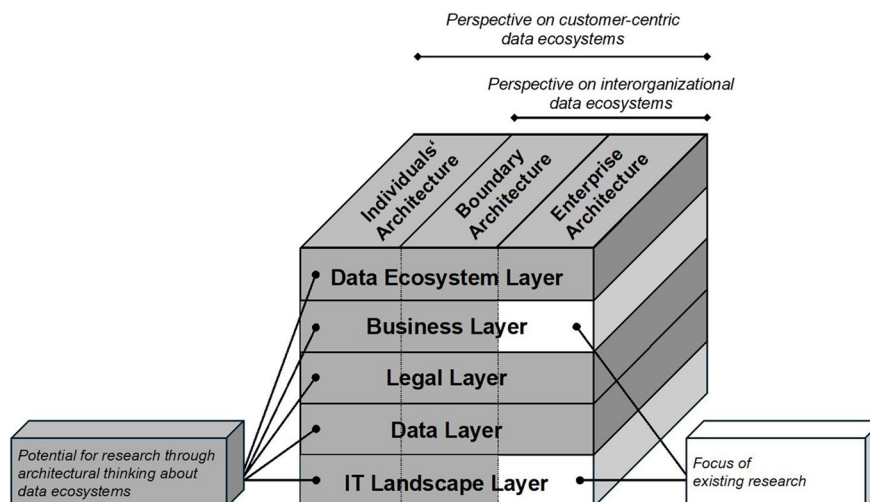 Perspective on customer-centric
data ecosystems
Perspective on interorganizational
data ecosystems
Individuals‘
Architecture
Boundary
Architecture
Enterprise
Architecture
Data Ecosystem Layer
Business Layer
Legal Layer
Data Layer
IT Landscape Layer
Potential for research through
architectural thinking about
data ecosystems
Focus of
existing research